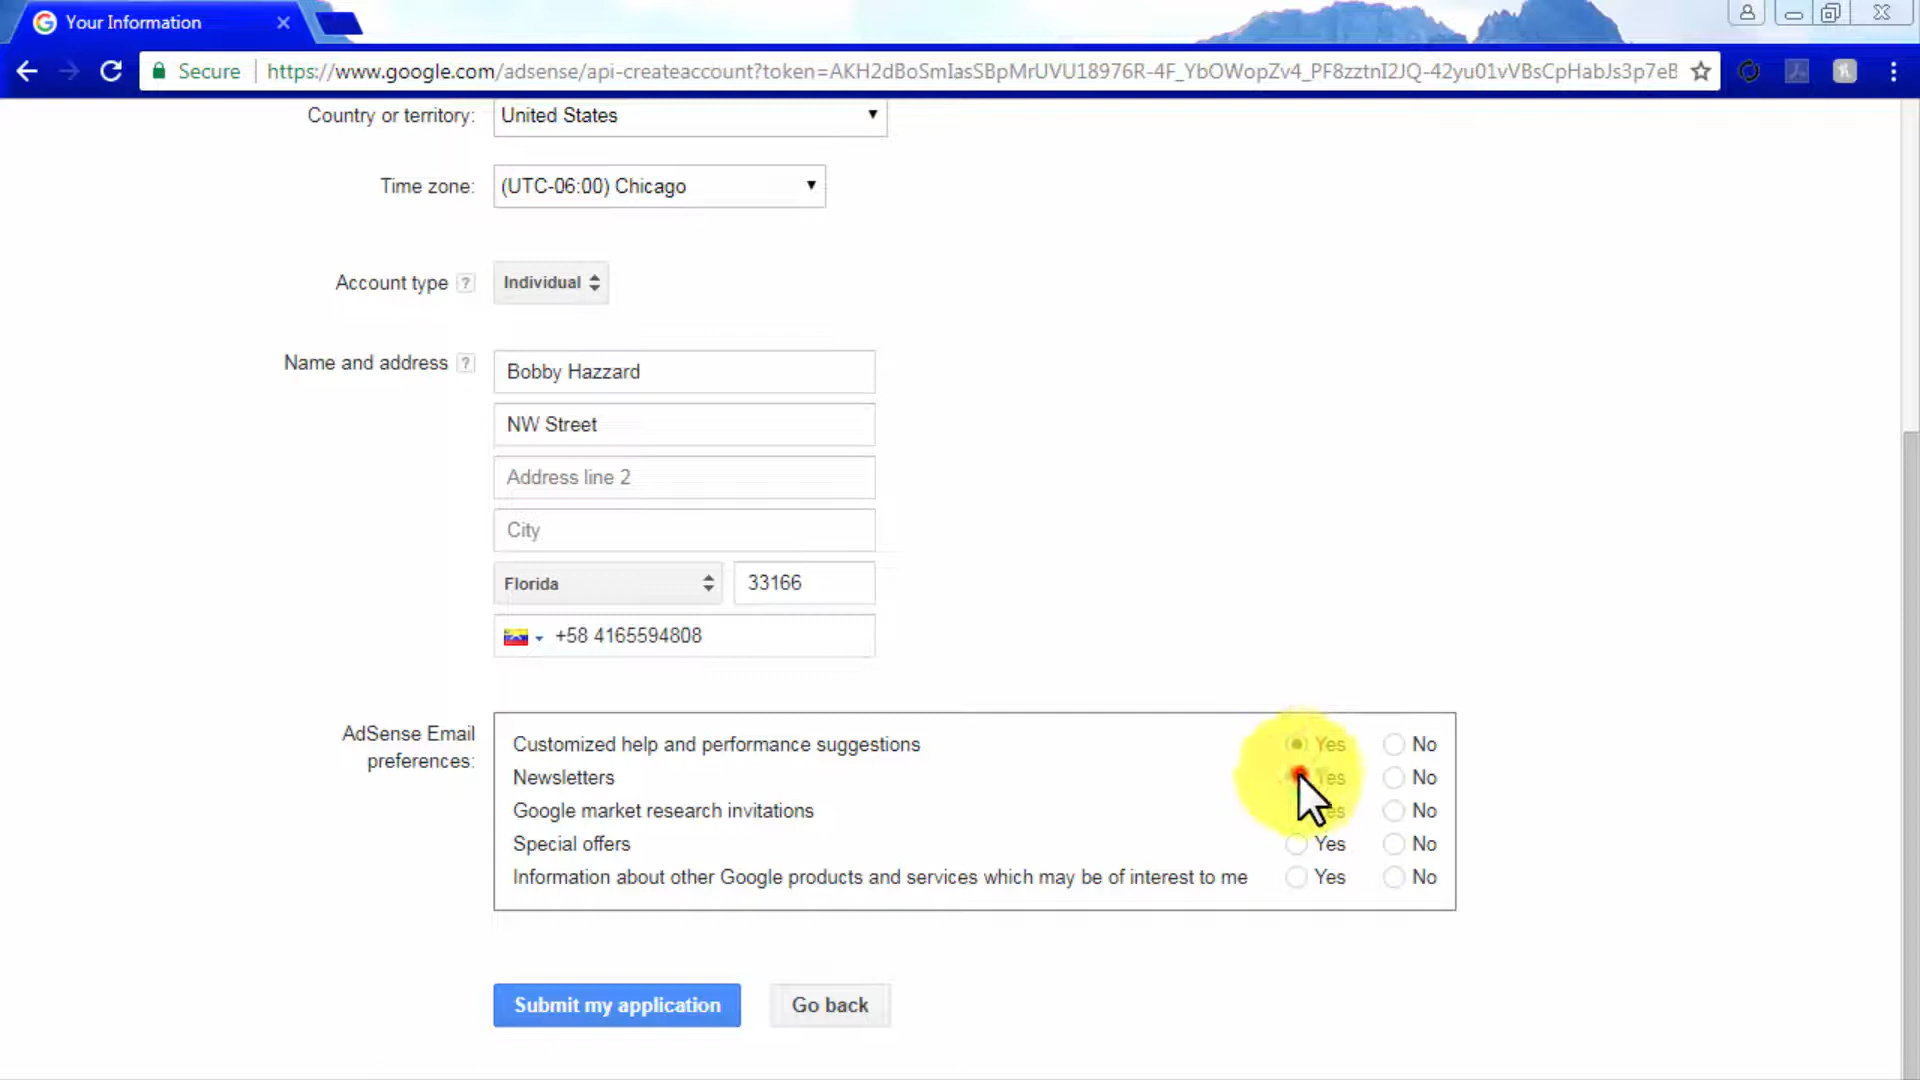 Your Information
Secure https://www.google.com/adsense/api-createaccount?token=AKH2dBoSmIasSBpMrUVU18976R-4F_YbOWopZv4_PF8zztnI2JQ-42yu01vVBsCpHabJs3p7eB
Country or territory: United States
Time zone: (UTC-06:00) Chicago
Account type ? Individual
Name and address ? Bobby Hazzard
NW Street
Address line 2
City
Florida 33166
+58 4165594808
AdSense Email preferences:
Customized help and performance suggestions Yes No
Newsletters Yes No
Google market research invitations Yes No
Special offers Yes No
Information about other Google products and services which may be of interest to me Yes No
Submit my application Go back